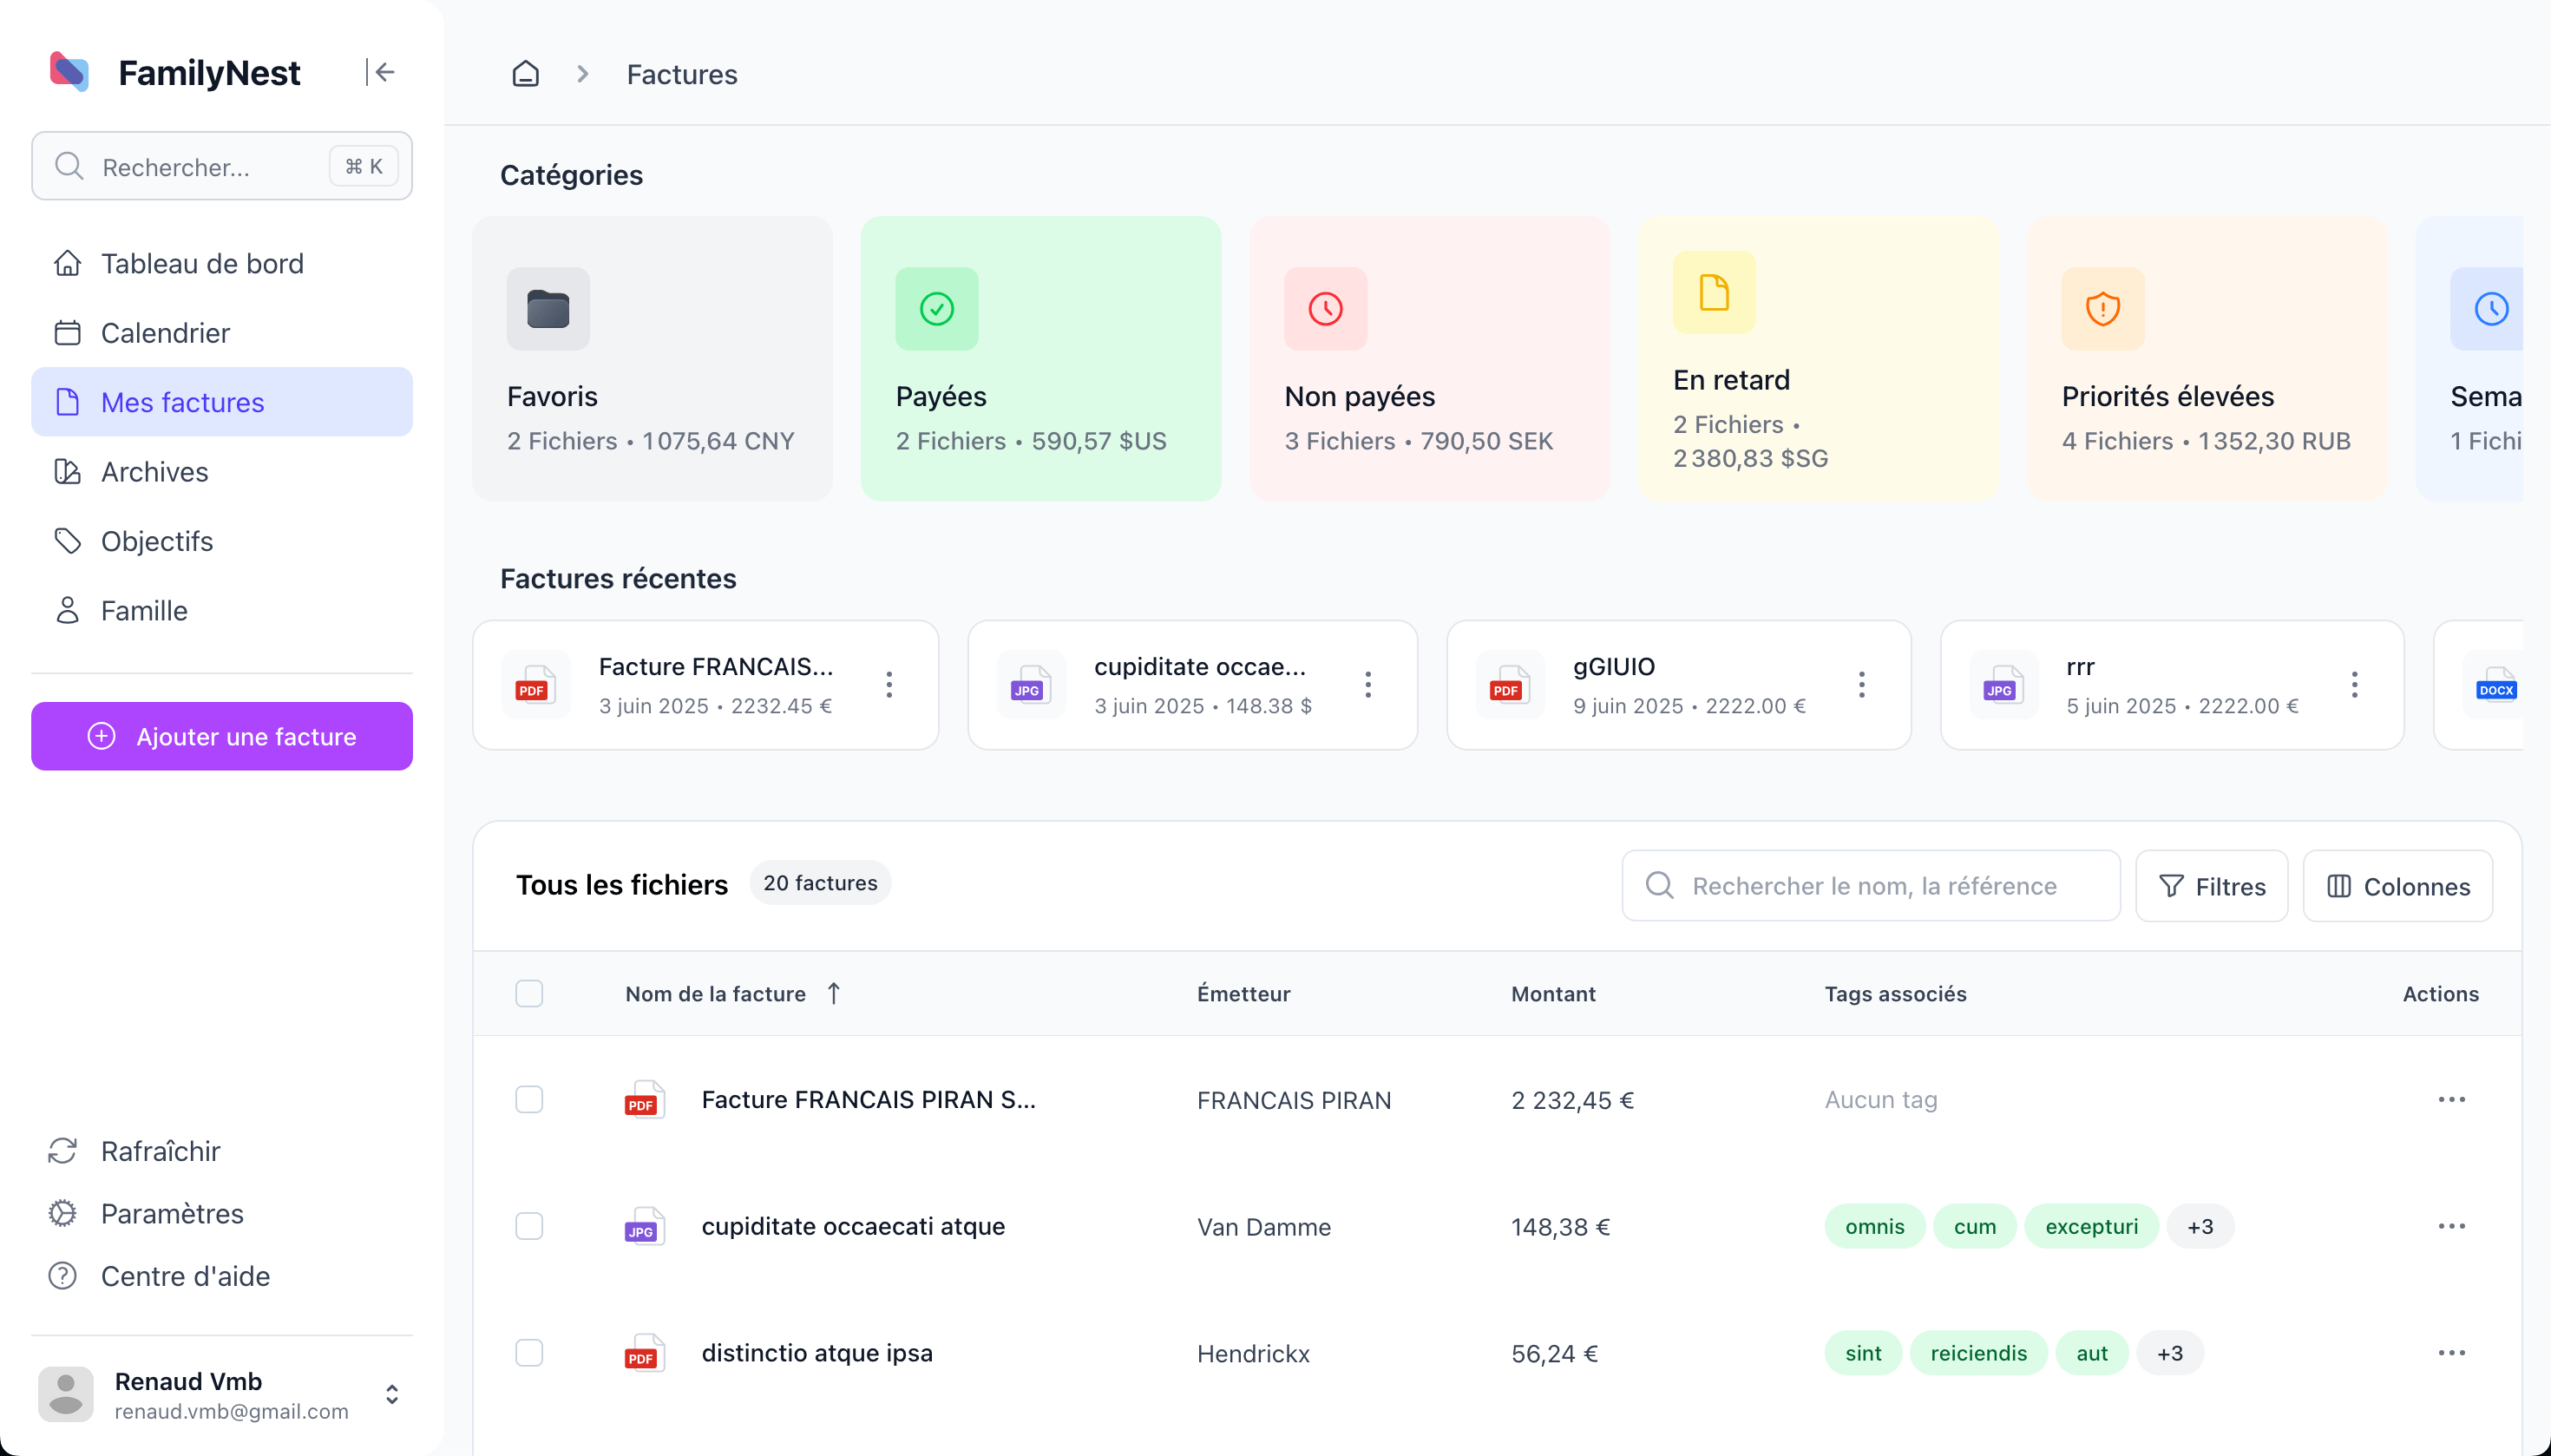 FamilyNest
Rechercher...
⌘ K
Tableau de bord
Calendrier
Mes factures
Archives
Objectifs
Famille
Ajouter une facture
Rafraîchir
Paramètres
Centre d'aide
Renaud Vmb
renaud.vmb@gmail.com
Factures
Catégories
Favoris
2 Fichiers • 1 075,64 CNY
Payées
2 Fichiers • 590,57 $US
Non payées
3 Fichiers • 790,50 SEK
En retard
2 Fichiers •
2 380,83 $SG
Priorités élevées
4 Fichiers • 1 352,30 RUB
Sema
1 Fichi
Factures récentes
PDF
Facture FRANCAIS...
3 juin 2025 • 2232.45 €
JPG
cupiditate occae...
3 juin 2025 • 148.38 $
PDF
gGIUIO
9 juin 2025 • 2222.00 €
JPG
rrr
5 juin 2025 • 2222.00 €
DOCX
Tous les fichiers
20 factures
Rechercher le nom, la référence
Filtres
Colonnes
Nom de la facture ↑ Émetteur Montant Tags associés Actions
PDF Facture FRANCAIS PIRAN S... FRANCAIS PIRAN 2 232,45 € Aucun tag
JPG cupiditate occaecati atque Van Damme 148,38 € omnis cum excepturi +3
PDF distinctio atque ipsa Hendrickx 56,24 € sint reiciendis aut +3